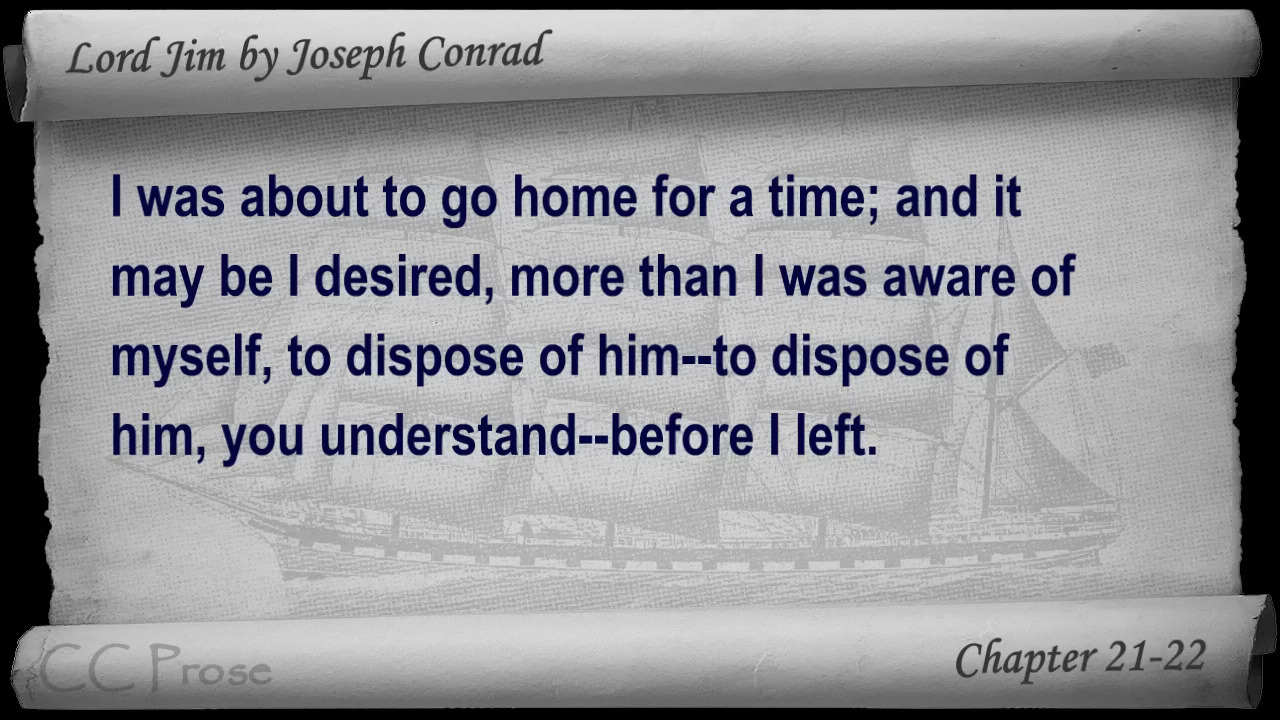 Lord Jim by Joseph Conrad
I was about to go home for a time; and it
may be I desired, more than I was aware of
myself, to dispose of him--to dispose of
him, you understand--before I left.
CC Prose
Chapter 21-22